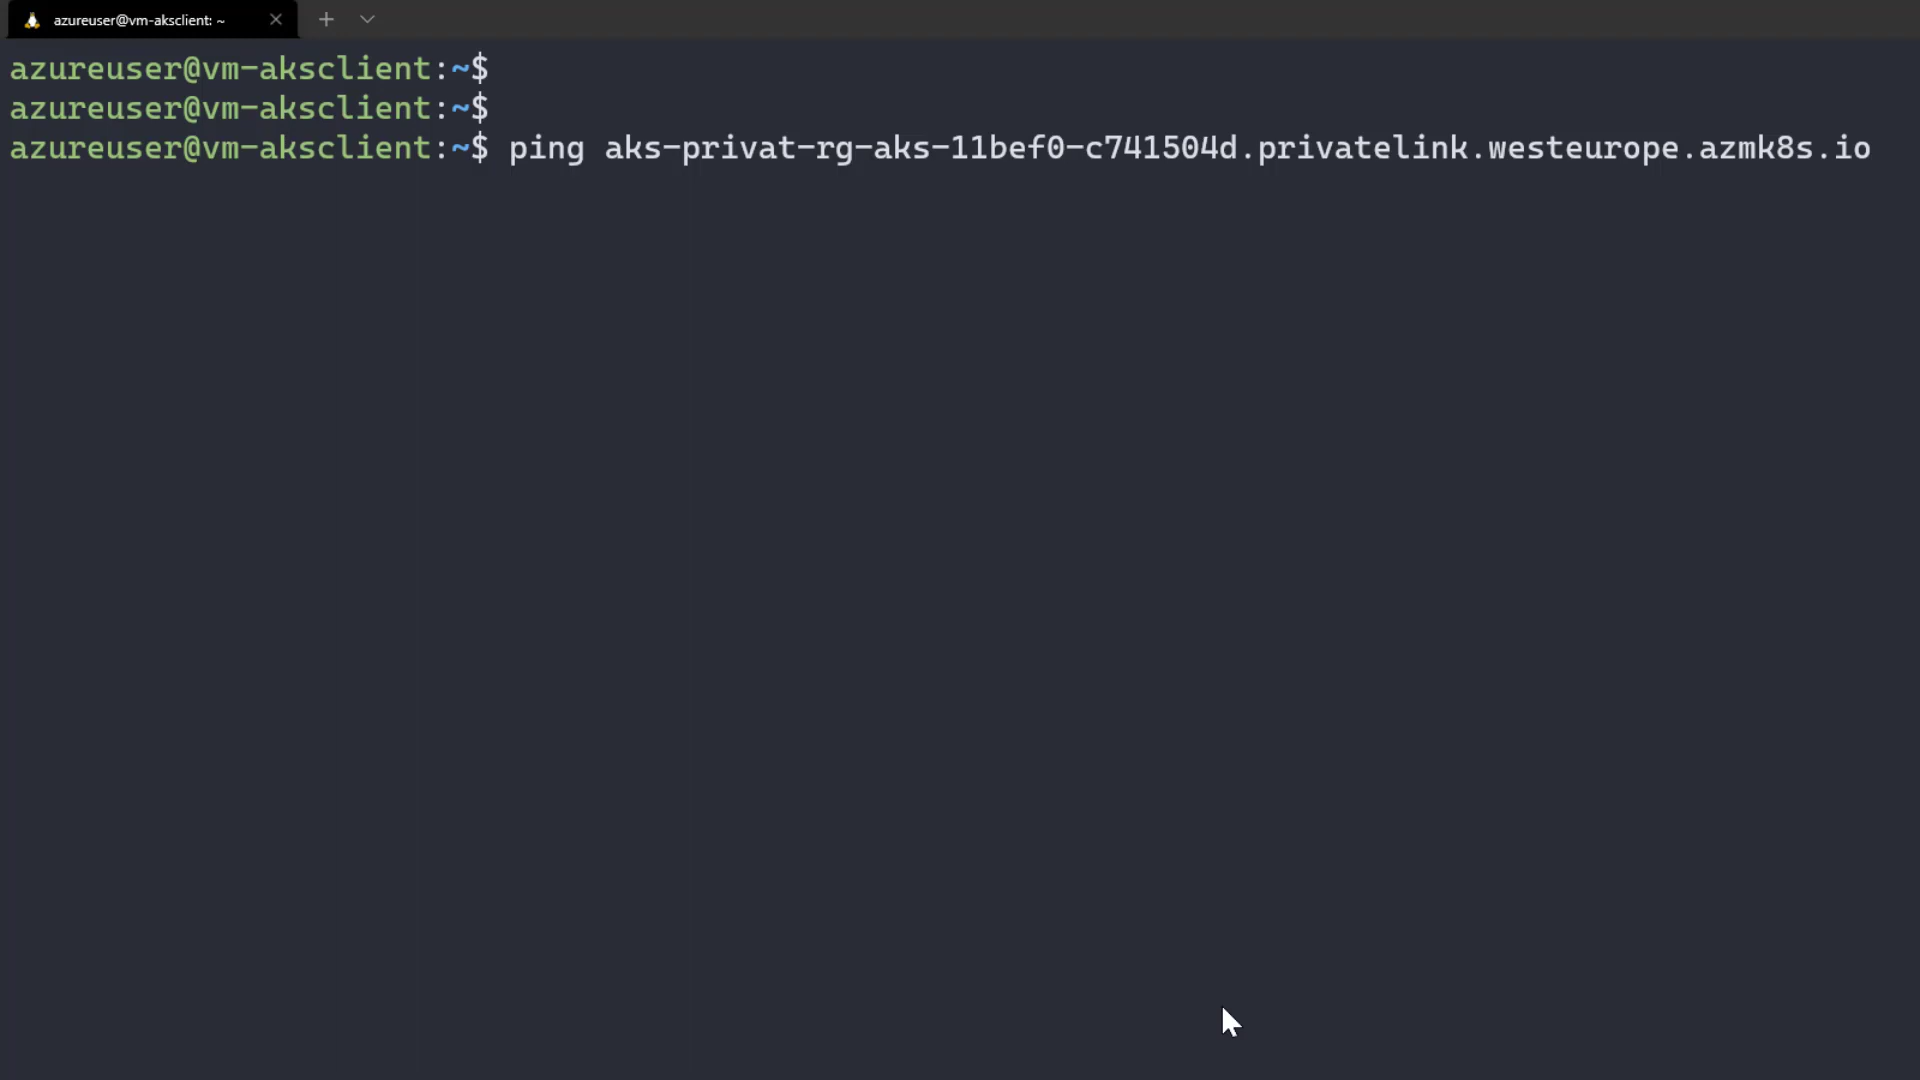 azureuser@vm-aksclient: ~
azureuser@vm-aksclient:~$
azureuser@vm-aksclient:~$
azureuser@vm-aksclient:~$ ping aks-privat-rg-aks-11bef0-c741504d.privatelink.westeurope.azmk8s.io